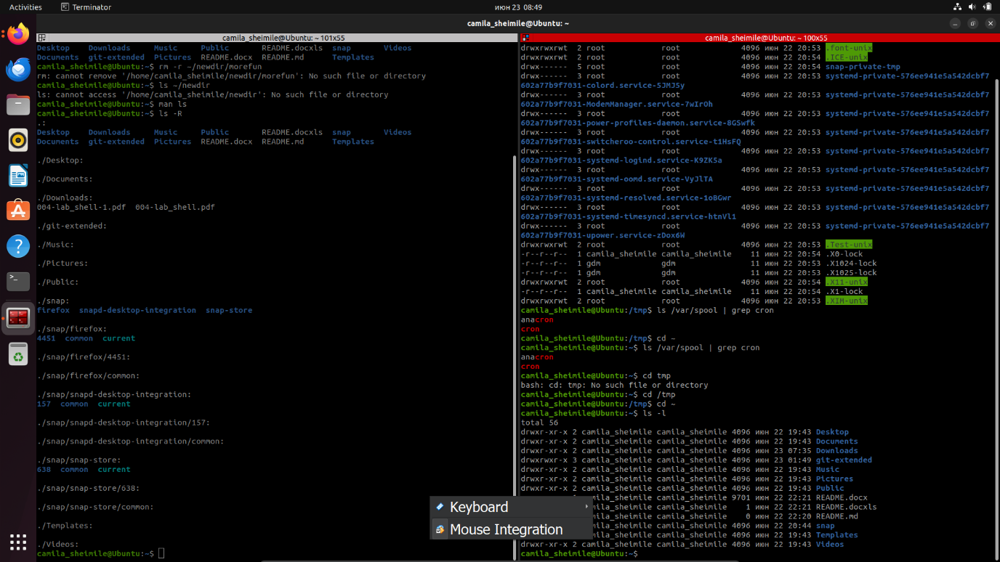 Activities
Terminator
июн 23 08:49
camila_sheimile@Ubuntu: ~
camila_sheimile@Ubuntu: ~ 101x55
Desktop Downloads Music Public README.docxls snap Videos
Documents git-extended Pictures README.docx README.md Templates
camila_sheimile@Ubuntu:~$ rm -r ~/newdir/morefun
rm: cannot remove '/home/camila_sheimile/newdir/morefun': No such file or directory
camila_sheimile@Ubuntu:~$ ls ~/newdir
ls: cannot access '/home/camila_sheimile/newdir': No such file or directory
camila_sheimile@Ubuntu:~$ man ls
camila_sheimile@Ubuntu:~$ ls -R
.:
Desktop Downloads Music Public README.docxls snap Videos
Documents git-extended Pictures README.docx README.md Templates
./Desktop:
./Documents:
./Downloads:
004-lab_shell-1.pdf 004-lab_shell.pdf
./git-extended:
./Music:
./Pictures:
./Public:
./snap:
firefox snapd-desktop-integration snap-store
./snap/firefox:
4451 common current
./snap/firefox/4451:
./snap/firefox/common:
./snap/snapd-desktop-integration:
157 common current
./snap/snapd-desktop-integration/157:
./snap/snapd-desktop-integration/common:
./snap/snap-store:
638 common current
./snap/snap-store/638:
./snap/snap-store/common:
./Templates:
./Videos:
camila_sheimile@Ubuntu:~$
camila_sheimile@Ubuntu: ~ 100x55
drwxrwxrwt 2 root root 4096 июн 22 20:53 .font-unix
drwxrwxrwt 2 root root 4096 июн 22 20:54 .ICE-unix
drwx------ 5 root root 4096 июн 22 20:54 snap-private-tmp
drwx------ 3 root root 4096 июн 22 20:53 systemd-private-576ee941e5a542dcbf7
602a77b9f7031-colord.service-5JMJ5y
drwx------ 3 root root 4096 июн 22 20:53 systemd-private-576ee941e5a542dcbf7
602a77b9f7031-ModemManager.service-7wIrOh
drwx------ 3 root root 4096 июн 22 20:53 systemd-private-576ee941e5a542dcbf7
602a77b9f7031-power-profiles-daemon.service-8GSwfk
drwx------ 3 root root 4096 июн 22 20:53 systemd-private-576ee941e5a542dcbf7
602a77b9f7031-switcheroo-control.service-t1HsFQ
drwx------ 3 root root 4096 июн 22 20:53 systemd-private-576ee941e5a542dcbf7
602a77b9f7031-systemd-logind.service-K9ZK5a
drwx------ 3 root root 4096 июн 22 20:53 systemd-private-576ee941e5a542dcbf7
602a77b9f7031-systemd-oomd.service-VyJlTA
drwx------ 3 root root 4096 июн 22 20:53 systemd-private-576ee941e5a542dcbf7
602a77b9f7031-systemd-resolved.service-1oBGwr
drwx------ 3 root root 4096 июн 22 20:53 systemd-private-576ee941e5a542dcbf7
602a77b9f7031-systemd-timesyncd.service-htnVl1
drwx------ 3 root root 4096 июн 22 20:53 systemd-private-576ee941e5a542dcbf7
602a77b9f7031-upower.service-zDox6W
drwxrwxrwt 2 root root 4096 июн 22 20:53 .Test-unix
-r--r--r-- 1 camila_sheimile camila_sheimile 11 июн 22 20:54 .X0-lock
-r--r--r-- 1 gdm gdm 11 июн 22 20:54 .X1024-lock
-r--r--r-- 1 gdm gdm 11 июн 22 20:54 .X1025-lock
drwxrwxrwt 2 root root 4096 июн 22 20:54 .X11-unix
-r--r--r-- 1 camila_sheimile camila_sheimile 11 июн 22 20:54 .X1-lock
drwxrwxrwt 2 root root 4096 июн 22 20:53 .XIM-unix
camila_sheimile@Ubuntu:/tmp$ ls /var/spool | grep cron
anacron
cron
camila_sheimile@Ubuntu:/tmp$ cd ~
camila_sheimile@Ubuntu:~$ ls /var/spool | grep cron
anacron
cron
camila_sheimile@Ubuntu:~$ cd tmp
bash: cd: tmp: No such file or directory
camila_sheimile@Ubuntu:~$ cd /tmp
camila_sheimile@Ubuntu:/tmp$ cd ~
camila_sheimile@Ubuntu:~$ ls -l
total 56
drwxr-xr-x 2 camila_sheimile camila_sheimile 4096 июн 22 19:43 Desktop
drwxr-xr-x 2 camila_sheimile camila_sheimile 4096 июн 22 19:43 Documents
drwxr-xr-x 2 camila_sheimile camila_sheimile 4096 июн 23 07:35 Downloads
drwxrwxr-x 3 camila_sheimile camila_sheimile 4096 июн 23 01:49 git-extended
drwxr-xr-x 2 camila_sheimile camila_sheimile 4096 июн 22 19:43 Music
drwxr-xr-x 2 camila_sheimile camila_sheimile 4096 июн 22 19:43 Pictures
drwxr-xr-x 2 camila_sheimile camila_sheimile 4096 июн 22 19:43 Public
camila_sheimile 9701 июн 22 22:21 README.docx
camila_sheimile 1 июн 22 22:21 README.docxls
camila_sheimile 0 июн 22 22:20 README.md
camila_sheimile 4096 июн 22 20:44 snap
camila_sheimile 4096 июн 22 19:43 Templates
drwxr-xr-x 2 camila_sheimile camila_sheimile 4096 июн 22 19:43 Videos
camila_sheimile@Ubuntu:~$
Keyboard
Mouse Integration